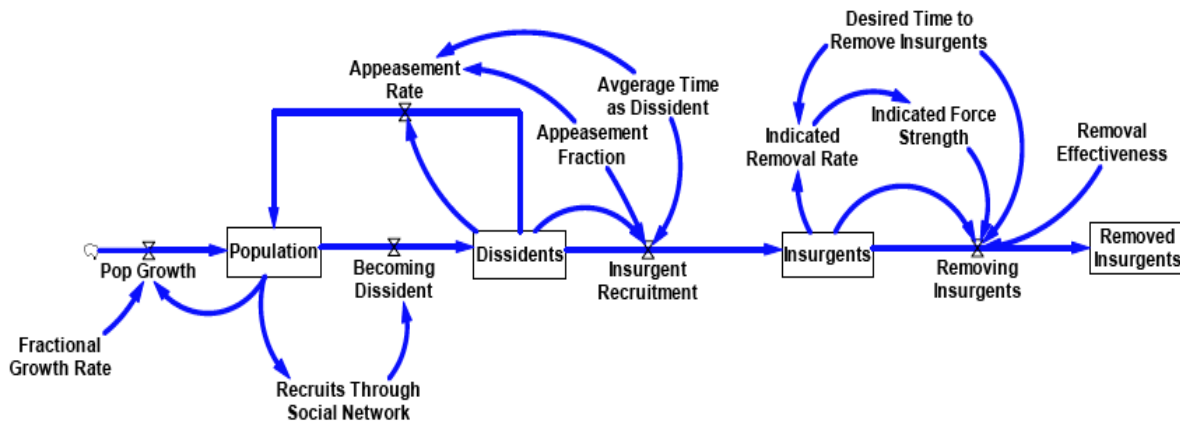 Desired Time to
Remove Insurgents
Appeasement
Rate
Avgerage Time
as Dissident
Appeasement
Fraction
Indicated
Removal Rate
Indicated Force
Strength
Removal
Effectiveness
Population
Dissidents
Insurgents
Removed
Insurgents
Pop Growth
Becoming
Dissident
Insurgent
Recruitment
Removing
Insurgents
Fractional
Growth Rate
Recruits Through
Social Network